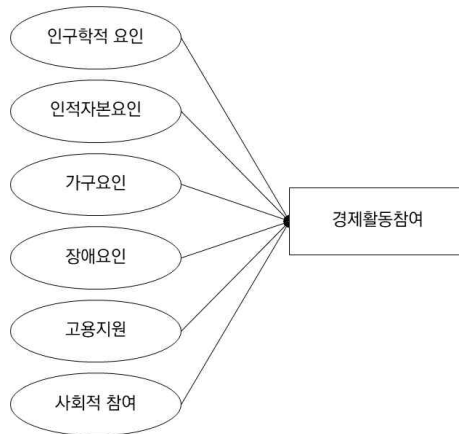 인구학적 요인
인적자본요인
가구요인
경제활동참여
장애요인
고용지원
사회적 참여